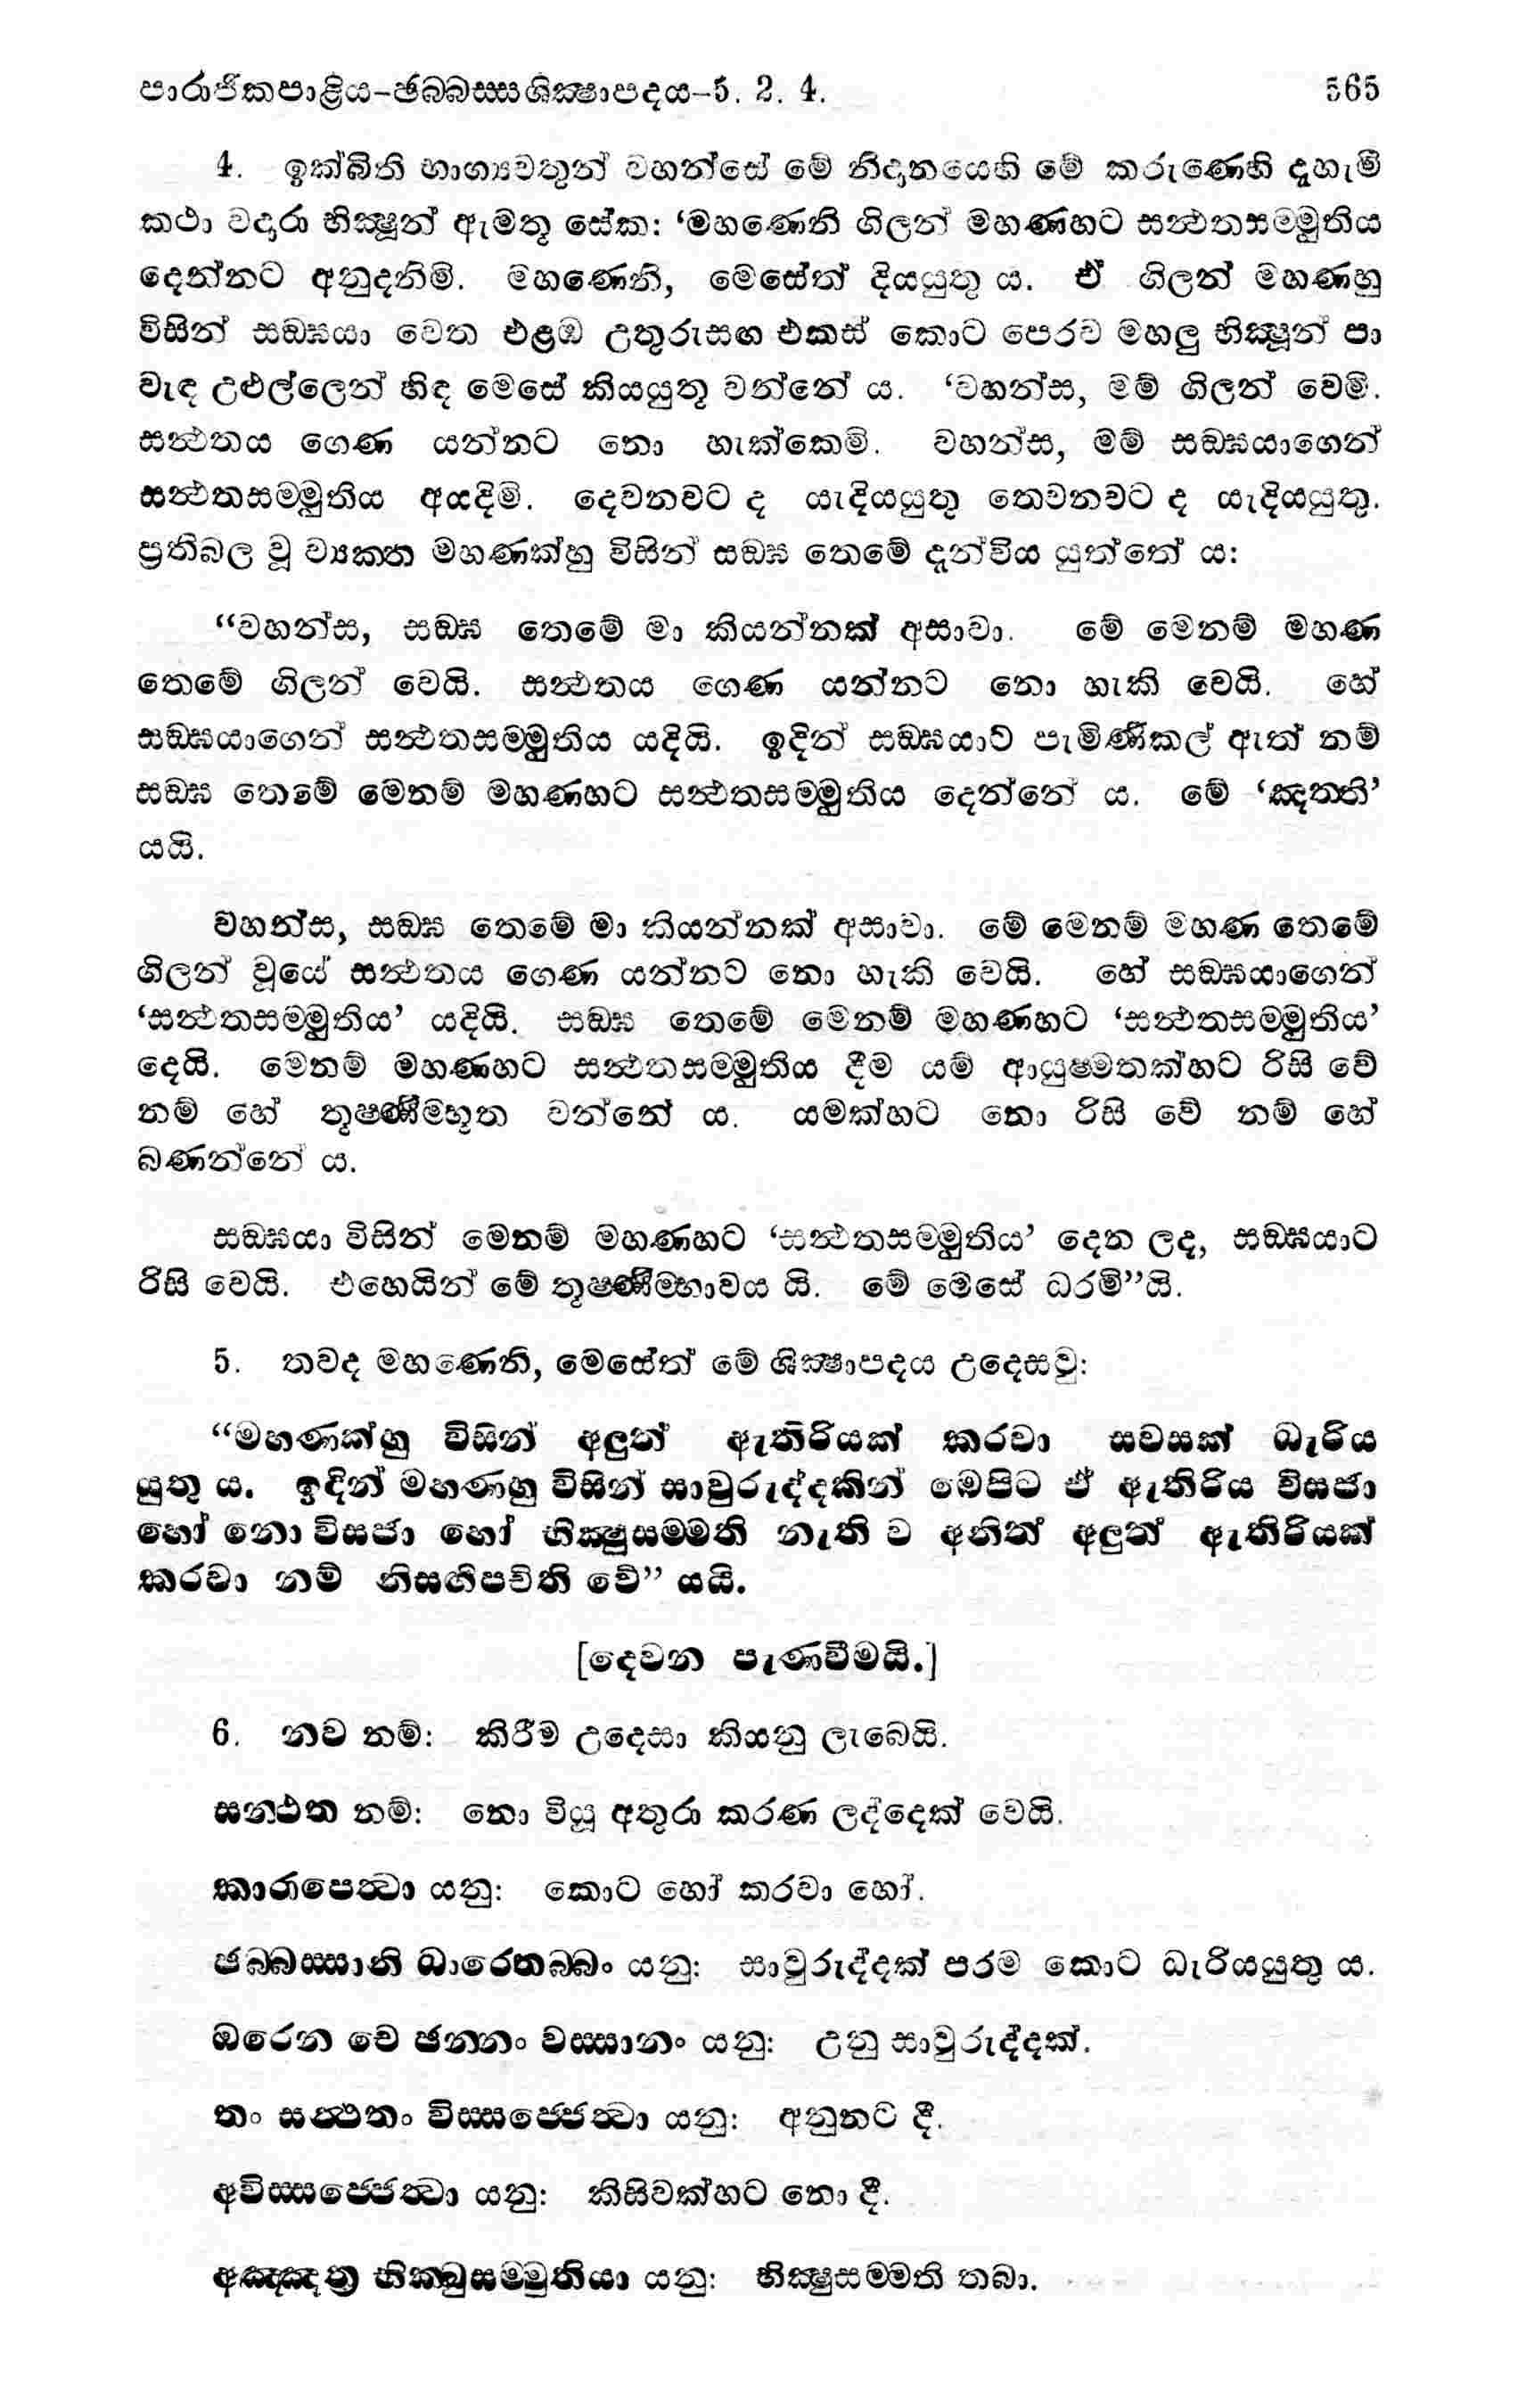 පාරාජිකපාළිය-ඡබ්බස්සශික්ෂාපදය-5. 2. 4. 565
4. ඉක්බිති භාග්‍යවතුන් වහන්සේ මේ නිදානයෙහි මේ කරුණෙහි දැහැමි
කථා වදාරා භික්ෂූන් ඇමතූ සේක: ‘මහණෙනි ගිලන් මහණහට සන්ථතසම්මුතිය
දෙන්නට අනුදනිමි. මහණෙනි, මෙසේත් දියයුතු ය. ඒ ගිලන් මහණහු
විසින් සඞ්ඝයා වෙත එළඹ උතුරුසඟ එකස් කොට පෙරව මහලු භික්ෂූන් පා
වැඳ උළුල්ලෙන් හිඳ මෙසේ කියයුතු වන්නේ ය. ‘වහන්ස, මම් ගිලන් වෙමි.
සන්ථතය ගෙණ යන්නට නො හැක්කෙමි. වහන්ස, මම් සඞ්ඝයාගෙන්
සන්ථතසම්මුතිය අයදිමි. දෙවනවට ද යැදියයුතු තෙවනවට ද යැදියයුතු.
ප්‍රතිබල වූ ව්‍යක්ත මහණක්හු විසින් සඞ්ඝ තෙමේ දැන්විය යුත්තේ ය:
“වහන්ස, සඞ්ඝ තෙමේ මා කියන්නක් අසාවා. මේ මෙනම් මහණ
තෙමේ ගිලන් වෙයි. සන්ථතය ගෙණ යන්නට නො හැකි වෙයි. හේ
සඞ්ඝයාගෙන් සන්ථතසම්මුතිය යදියි. ඉදින් සඞ්ඝයාට පැමිණිකල් ඇත් නම්
සඞ්ඝ තෙමේ මෙනම් මහණහට සන්ථතසම්මුතිය දෙන්නේ ය. මේ ‘ඤත්ති’
යයි.
වහන්ස, සඞ්ඝ තෙමේ මා කියන්නක් අසාවා. මේ මෙනම් මහණ තෙමේ
ගිලන් වූයේ සන්ථතය ගෙණ යන්නට නො හැකි වෙයි. හේ සඞ්ඝයාගෙන්
‘සන්ථතසම්මුතිය’ යදියි. සඞ්ඝ තෙමේ මෙනම් මහණහට ‘සන්ථතසම්මුතිය’
දෙයි. මෙනම් මහණහට සන්ථතසම්මුතිය දීම යම් ආයුෂ්මතක්හට රිසි වේ
නම් හේ තූෂ්ණීම්භූත වන්නේ ය. යමක්හට නො රිසි වේ නම් හේ
බණන්නේ ය.
සඞ්ඝයා විසින් මෙනම් මහණහට ‘සන්ථතසම්මුතිය’ දෙන ලද, සඞ්ඝයාට
රිසි වෙයි. එහෙයින් මේ තූෂ්ණීම්භාවය යි. මේ මෙසේ ධරමි”යි.
5. තවද මහණෙනි, මෙසේත් මේ ශික්ෂාපදය උදෙසවු:
“මහණක්හු විසින් අලුත් ඇතිරියක් කරවා සවසක් ධැරිය
යුතු ය. ඉදින් මහණහු විසින් සාවුරුද්දකින් මෙපිට ඒ ඇතිරිය විසජා
හෝ නො විසජා හෝ භික්ෂුසම්මති නැති ව අනිත් අලුත් ඇතිරියක්
කරවා නම් නිසඟිපචිති වේ” යයි.
[දෙවන පැණවීමයි.]
6. නව නම්: කිරීම උදෙසා කියනු ලැබෙයි.
සන්ථත නම්: නො වියූ අතුරා කරණ ලද්දෙක් වෙයි.
කාරාපෙත්වා යනු: කොට හෝ කරවා හෝ.
ඡබ්බස්සානි ධාරෙතබ්බං යනු: සාවුරුද්දක් පරම කොට ධැරියයුතු ය.
ඔරෙන චෙ ඡන්නං වස්සානං යනු: උනු සාවුරුද්දක්.
තං සන්ථතං විස්සජ්ජෙත්වා යනු: අනුනට දී.
අවිස්සජ්ජෙත්වා යනු: කිසිවක්හට නො දී.
අඤ්ඤත්‍ර භික්ඛුසම්මුතියා යනු: භික්ෂුසම්මති තබා.